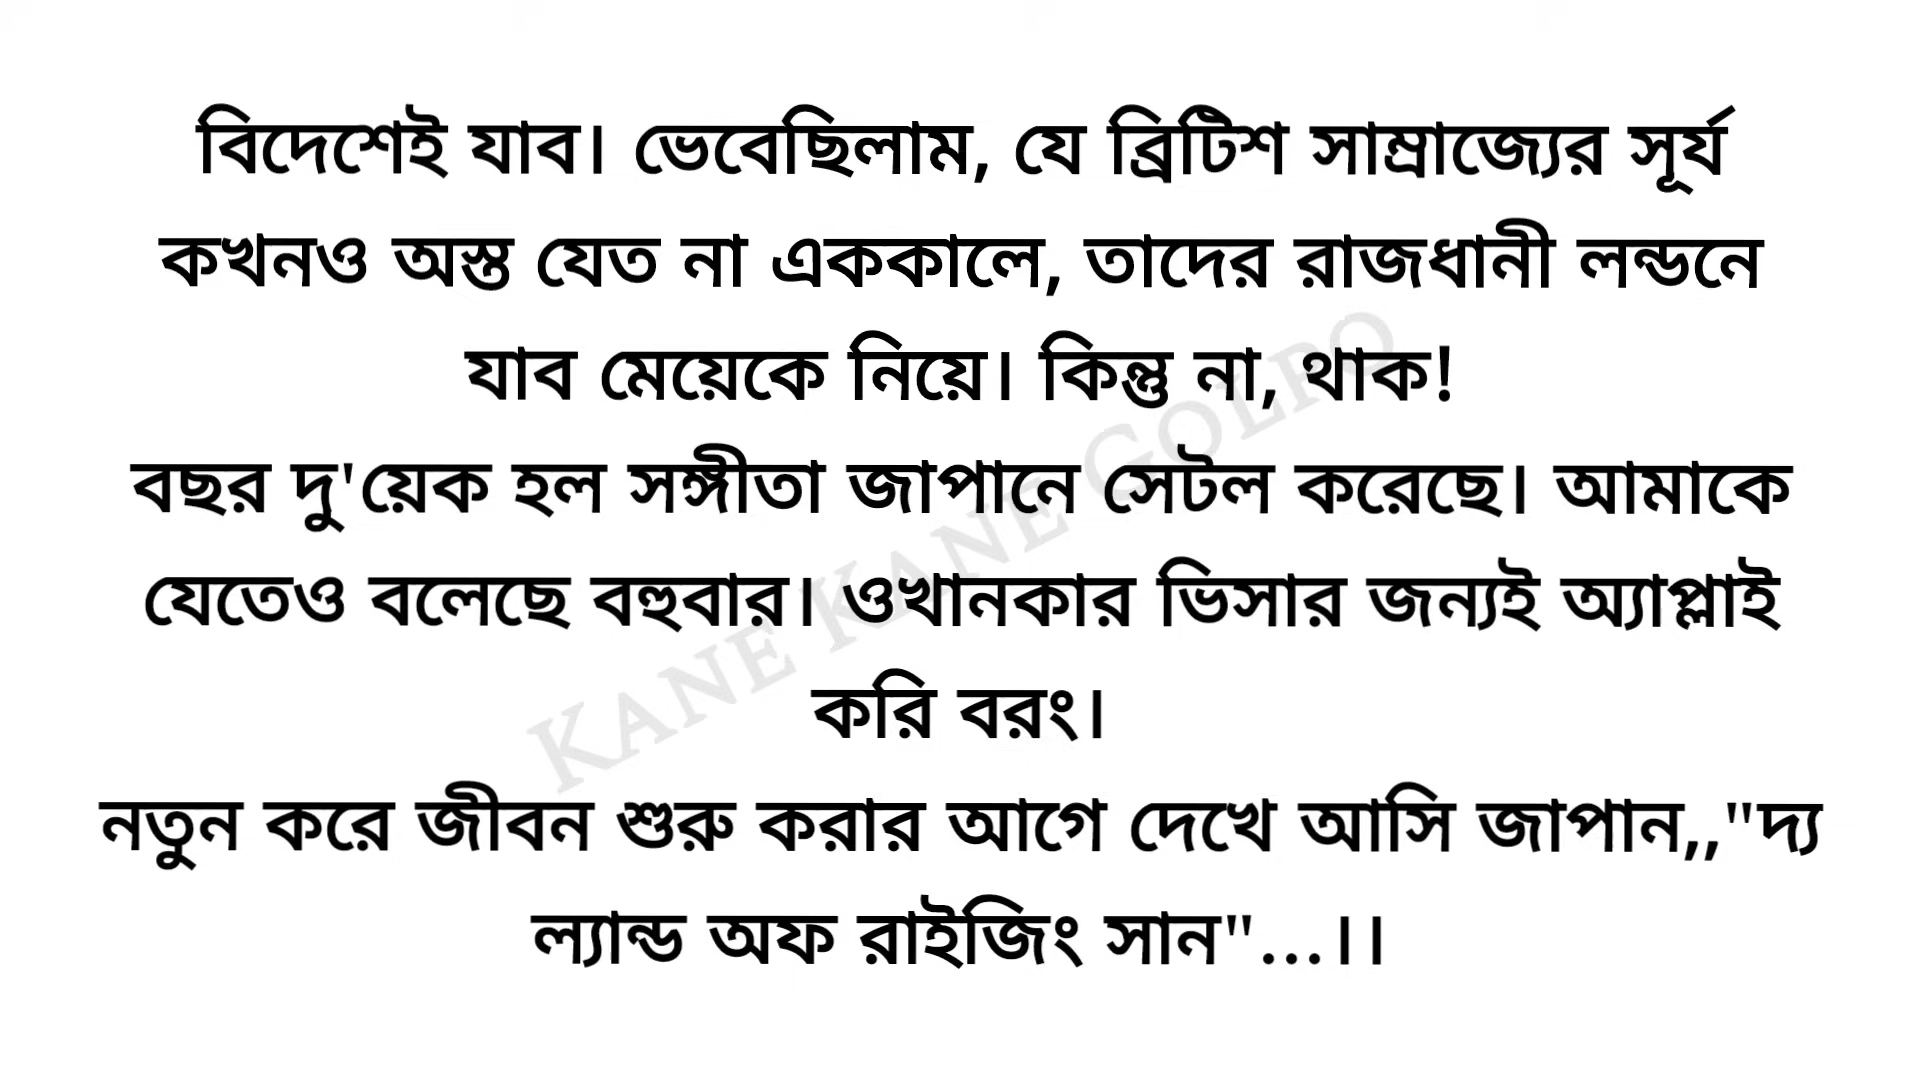 বিদেশেই যাব। ভেবেছিলাম, যে ব্রিটিশ সাম্রাজ্যের সূর্য
কখনও অস্ত যেত না এককালে, তাদের রাজধানী লন্ডনে
যাব মেয়েকে নিয়ে। কিন্তু না, থাক!
বছর দু'য়েক হল সঙ্গীতা জাপানে সেটল করেছে। আমাকে
যেতেও বলেছে বহুবার। ওখানকার ভিসার জন্যই অ্যাপ্লাই
করি বরং।
নতুন করে জীবন শুরু করার আগে দেখে আসি জাপান,,"দ্য
ল্যান্ড অফ রাইজিং সান"...।।
KANE KANE GOLPO